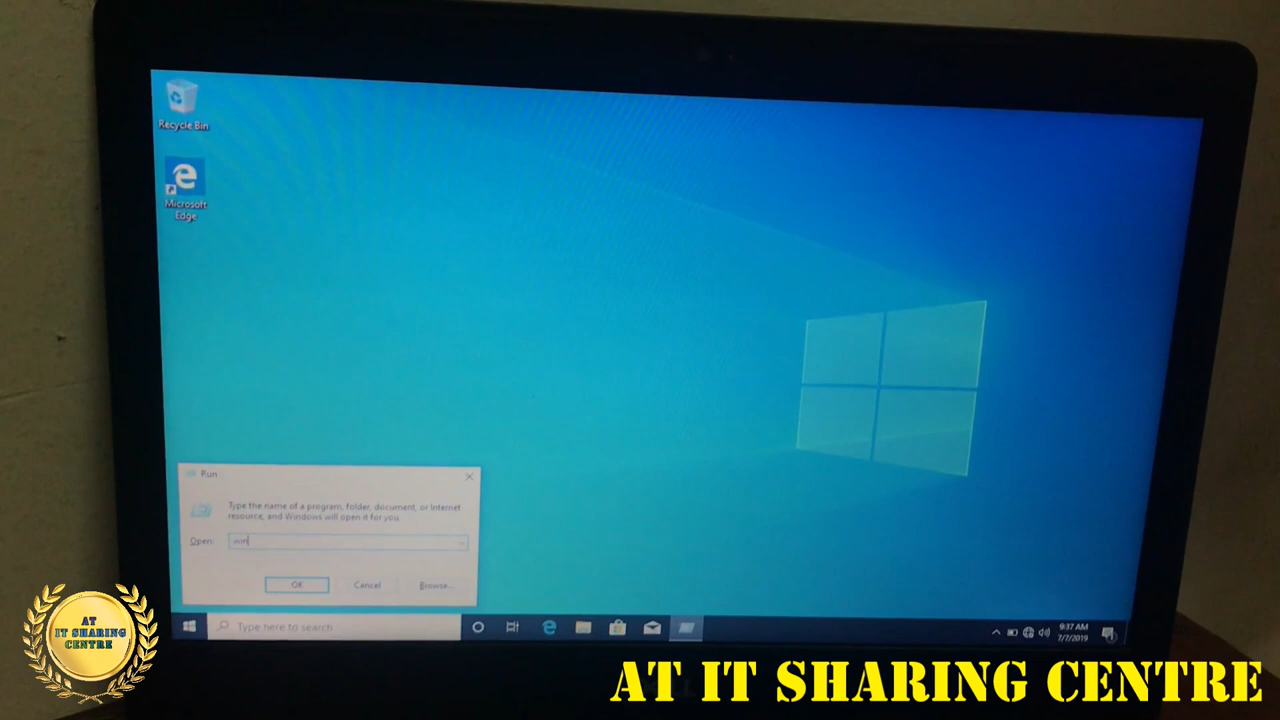 Recycle Bin
Microsoft
Edge
Run
Type the name of a program, folder, document, or Internet
resource, and Windows will open it for you.
Open:
win
OK
Cancel
Browse...
Type here to search
9:37 AM
7/7/2019
AT
IT SHARING
CENTRE
AT IT SHARING CENTRE